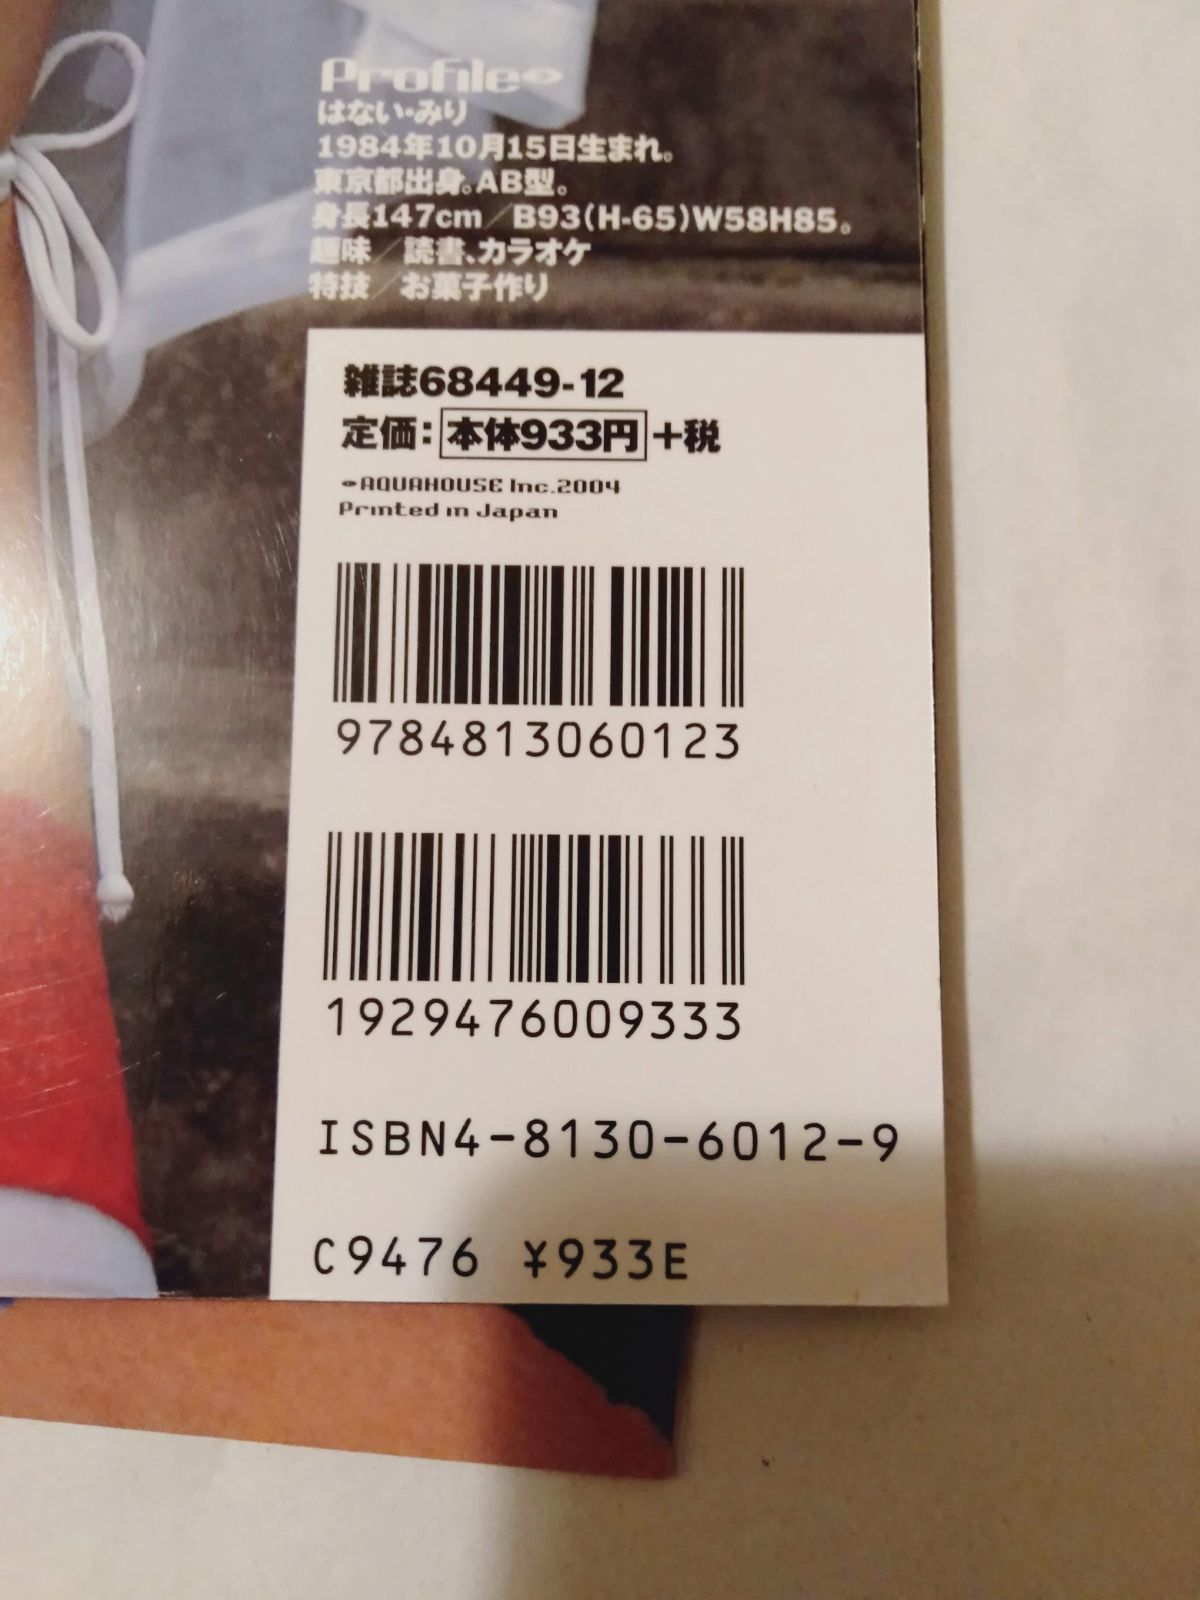 Profile
はない・みり
1984年10月15日生まれ。
東京都出身。AB型。
身長147cm/B93(H-65)W58H85。
趣味/読書、カラオケ
特技/お菓子作り
雑誌68449-12
定価:本体933円+税
AQUAHOUSE Inc.2004
Printed in Japan
9784813060123
1929476009333
ISBN4-8130-6012-9
C9476 ¥933E